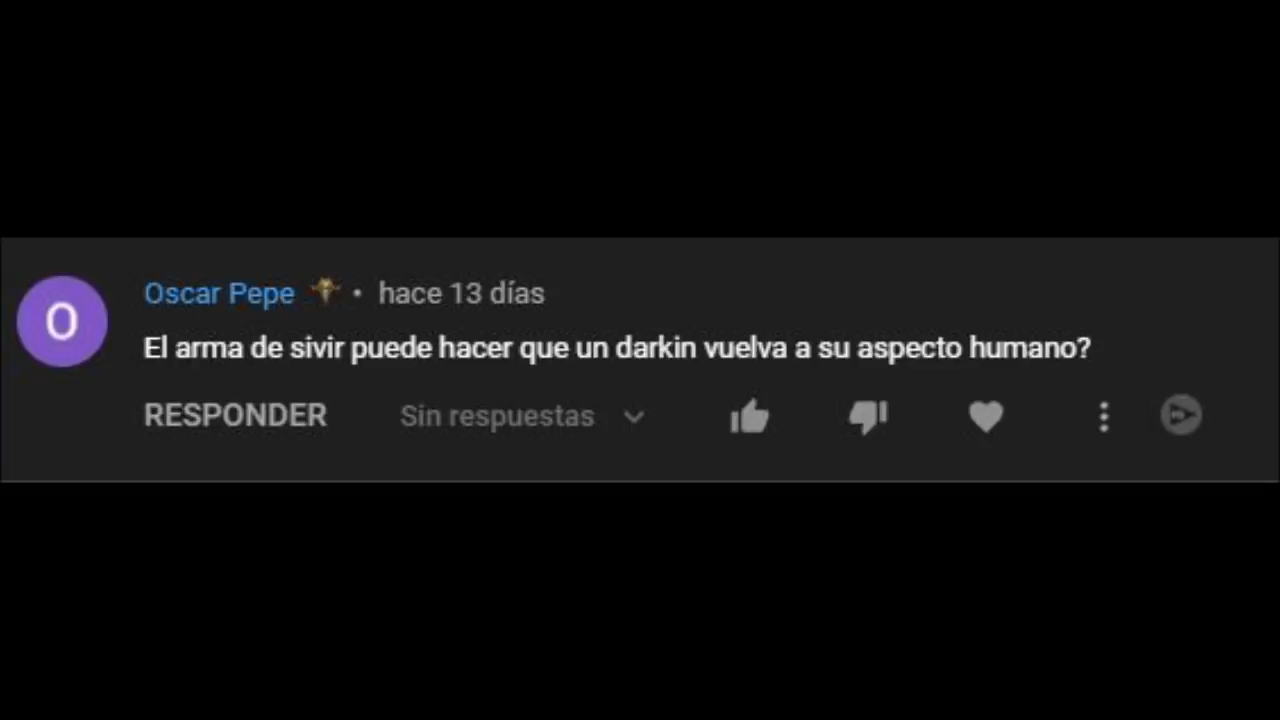 O
Oscar Pepe • hace 13 días
El arma de sivir puede hacer que un darkin vuelva a su aspecto humano?
RESPONDER Sin respuestas